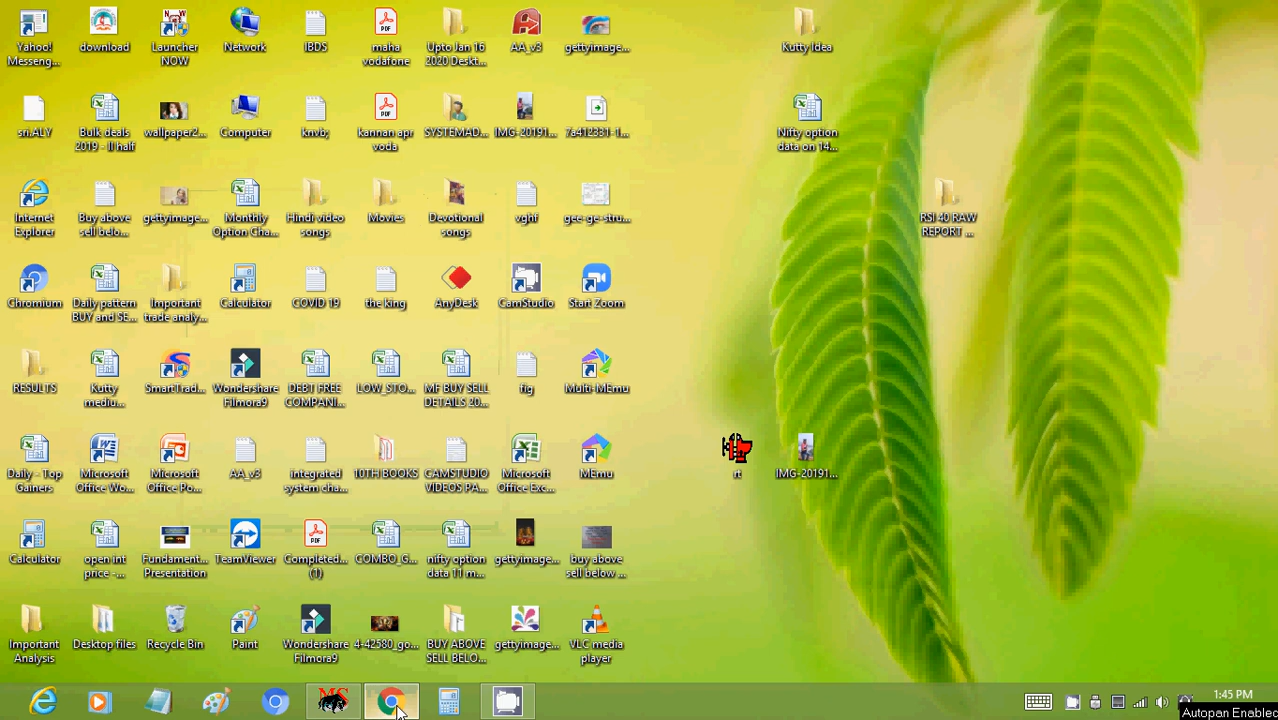 Yahoo!
Messeng...
download
Launcher
NOW
Network
IBDS
maha
vodafone
Upto Jan 16
2020 Deskt...
AA_v3
gettyimage...
Kutty Idea
sri.ALV
Bulk deals
2019 - II half
wallpaper2...
Computer
knvb;
kannan apr
voda
SYSTEMAD...
IMG-20191...
7a412331-1...
Nifty option
data on 14...
Internet
Explorer
Buy above
sell belo...
gettyimage...
Monthly
Option Cha...
Hindi video
songs
Movies
Devotional
songs
vghf
gec-ge-stru...
RSI 40 RAW
REPORT ...
Chromium
Daily pattern
BUY and SE...
Important
trade analy...
Calculator
COVID 19
the king
AnyDesk
CamStudio
Start Zoom
RESULTS
Kutty
mediu...
SmartTrad...
Wondershare
Filmora9
DEBT FREE
COMPANI...
LOW_STO...
MF BUY SELL
DETAILS 20...
fig
Multi-MEmu
Daily - Top
Gainers
Microsoft
Office Wo...
Microsoft
Office Po...
AA_v3
integrated
system cha...
10TH BOOKS
CAMSTUDIO
VIDEOS PA...
Microsoft
Office Exc...
MEmu
rt
IMG-20191...
Calculator
open int
price -...
Fundament...
Presentation
TeamViewer
Completed...
(1)
COMBO_G...
nifty option
data 11 m...
gettyimage...
buy above
sell below ...
Important
Analysis
Desktop files
Recycle Bin
Paint
Wondershare
Filmora9
4-42580_go...
BUY ABOVE
SELL BELO...
gettyimage...
VLC media
player
MS
1:45 PM
Autopan Enabled